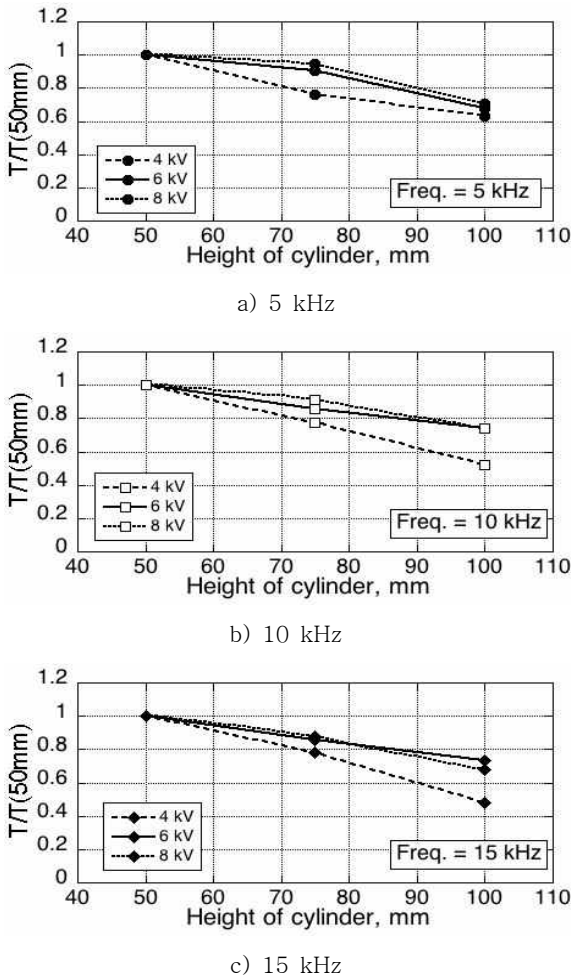 1.2
1
0.8
0.6
0.4
0.2
0
T/T(50mm)
4 kV
6 kV
8 kV
Freq. = 5 kHz
40 50 60 70 80 90 100 110
Height of cylinder, mm
a) 5 kHz
1.2
1
0.8
0.6
0.4
0.2
0
T/T(50mm)
4 kV
6 kV
8 kV
Freq. = 10 kHz
40 50 60 70 80 90 100 110
Height of cylinder, mm
b) 10 kHz
1.2
1
0.8
0.6
0.4
0.2
0
T/T(50mm)
4 kV
6 kV
8 kV
Freq. = 15 kHz
40 50 60 70 80 90 100 110
Height of cylinder, mm
c) 15 kHz